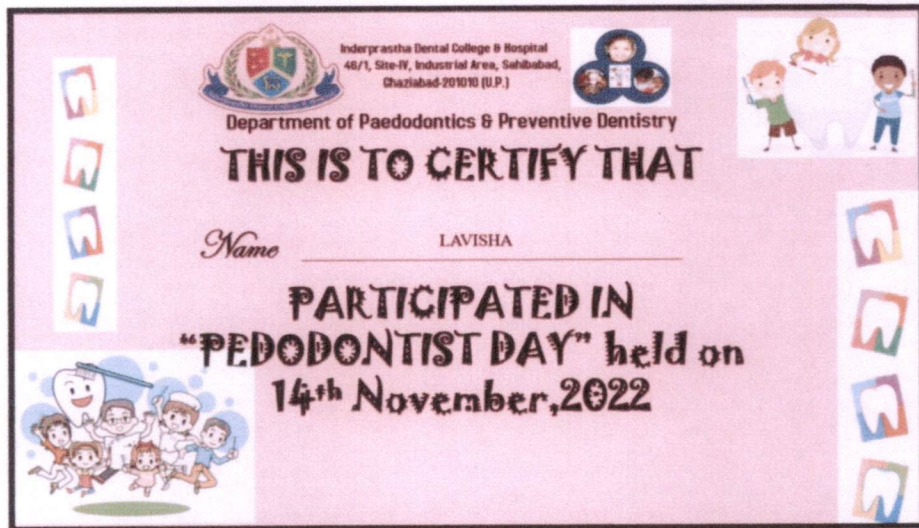 Inderprastha Dental College & Hospital
46/1, Site-IV, Industrial Area, Sahibabad,
Ghaziabad-201010 (U.P.)
Department of Paedodontics & Preventive Dentistry
THIS IS TO CERTIFY THAT
Name LAVISHA
PARTICIPATED IN
“PEDODONTIST DAY” held on
14th November,2022